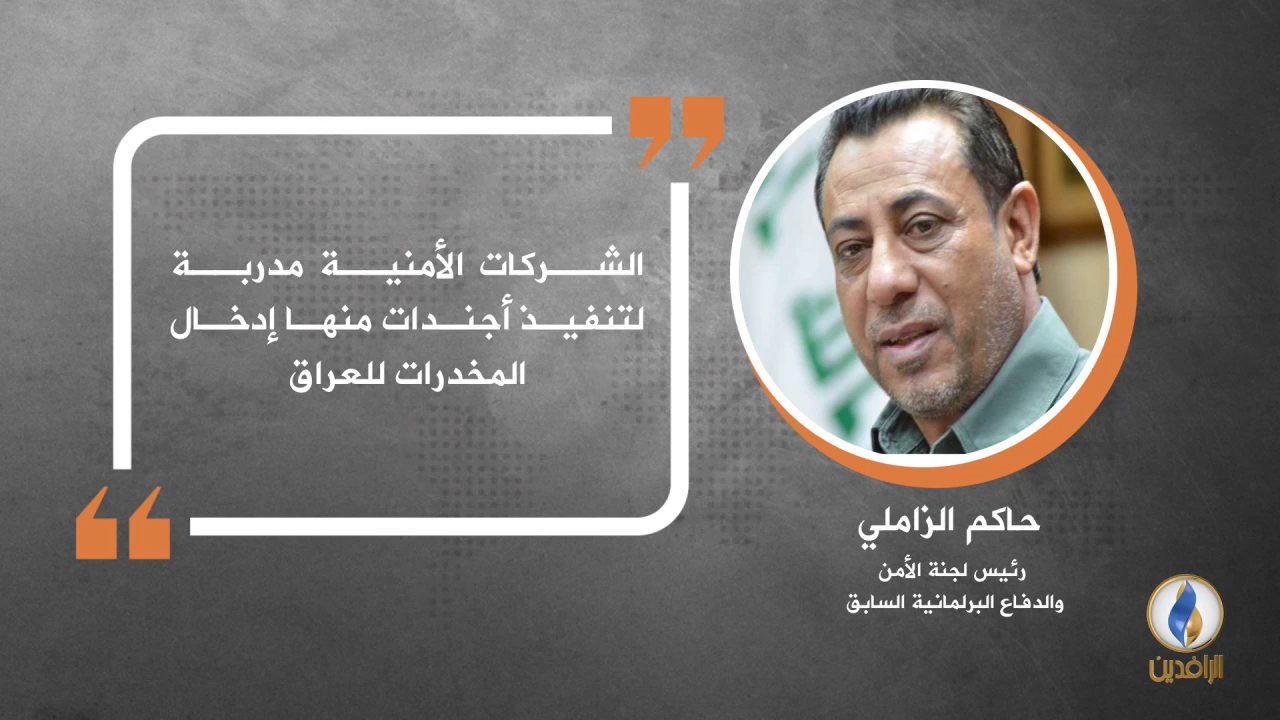 الشركات الأمنية مدربة
لتنفيذ أجندات منها إدخال
المخدرات للعراق
حاكم الزاملي
رئيس لجنة الأمن
والدفاع البرلمانية السابق
الرافدين